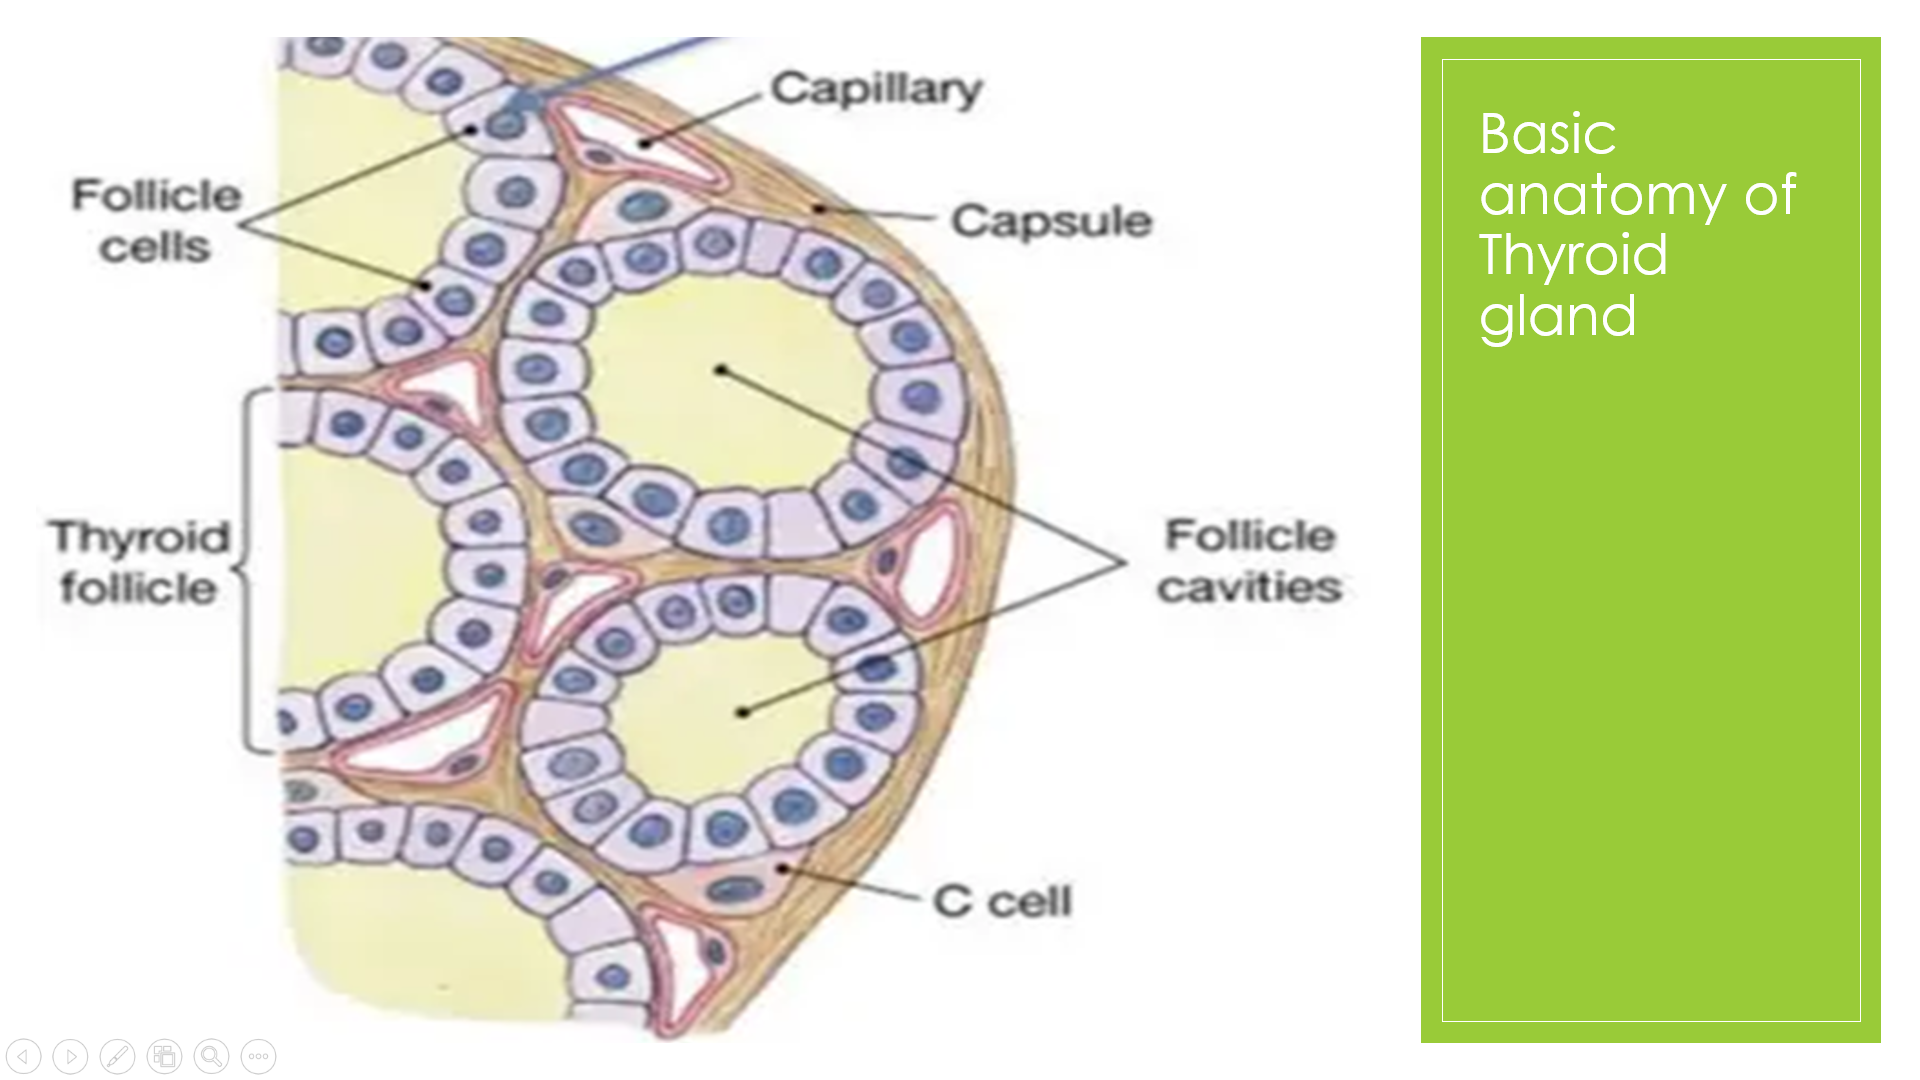 Capillary
Follicle
cells
Capsule
Thyroid
follicle
Follicle
cavities
C cell
Basic
anatomy of
Thyroid
gland